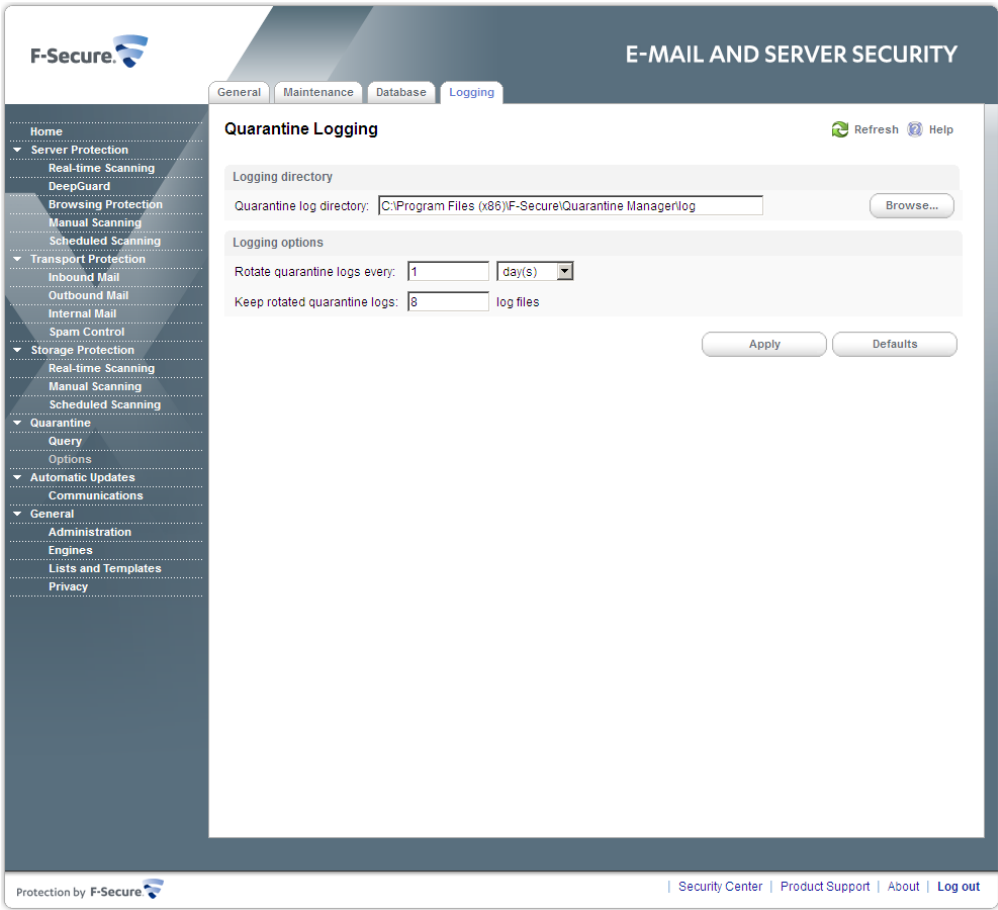 F-Secure.
E-MAIL AND SERVER SECURITY
General Maintenance Database Logging
Home
Server Protection
Real-time Scanning
DeepGuard
Browsing Protection
Manual Scanning
Scheduled Scanning
Transport Protection
Inbound Mail
Outbound Mail
Internal Mail
Spam Control
Storage Protection
Real-time Scanning
Manual Scanning
Scheduled Scanning
Quarantine
Query
Options
Automatic Updates
Communications
General
Administration
Engines
Lists and Templates
Privacy
Quarantine Logging
Refresh Help
Logging directory
Quarantine log directory: C:\Program Files (x86)\F-Secure\Quarantine Manager\log Browse...
Logging options
Rotate quarantine logs every: 1 day(s)
Keep rotated quarantine logs: 8 log files
Apply Defaults
Protection by F-Secure.
| Security Center | Product Support | About | Log out